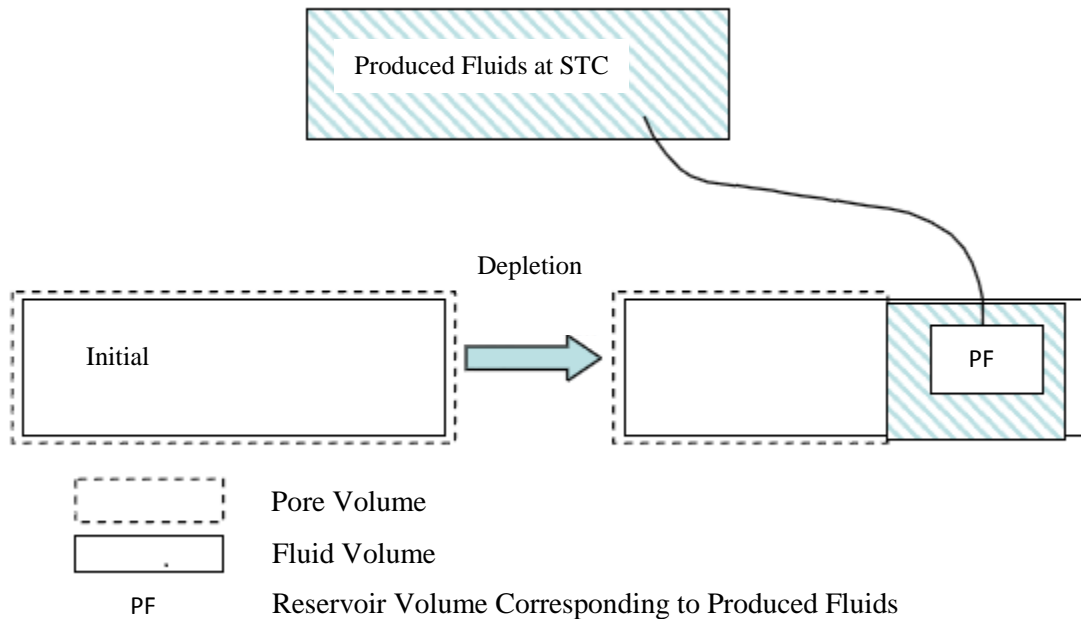 Produced Fluids at STC
Depletion
Initial
PF
Pore Volume
Fluid Volume
PF Reservoir Volume Corresponding to Produced Fluids